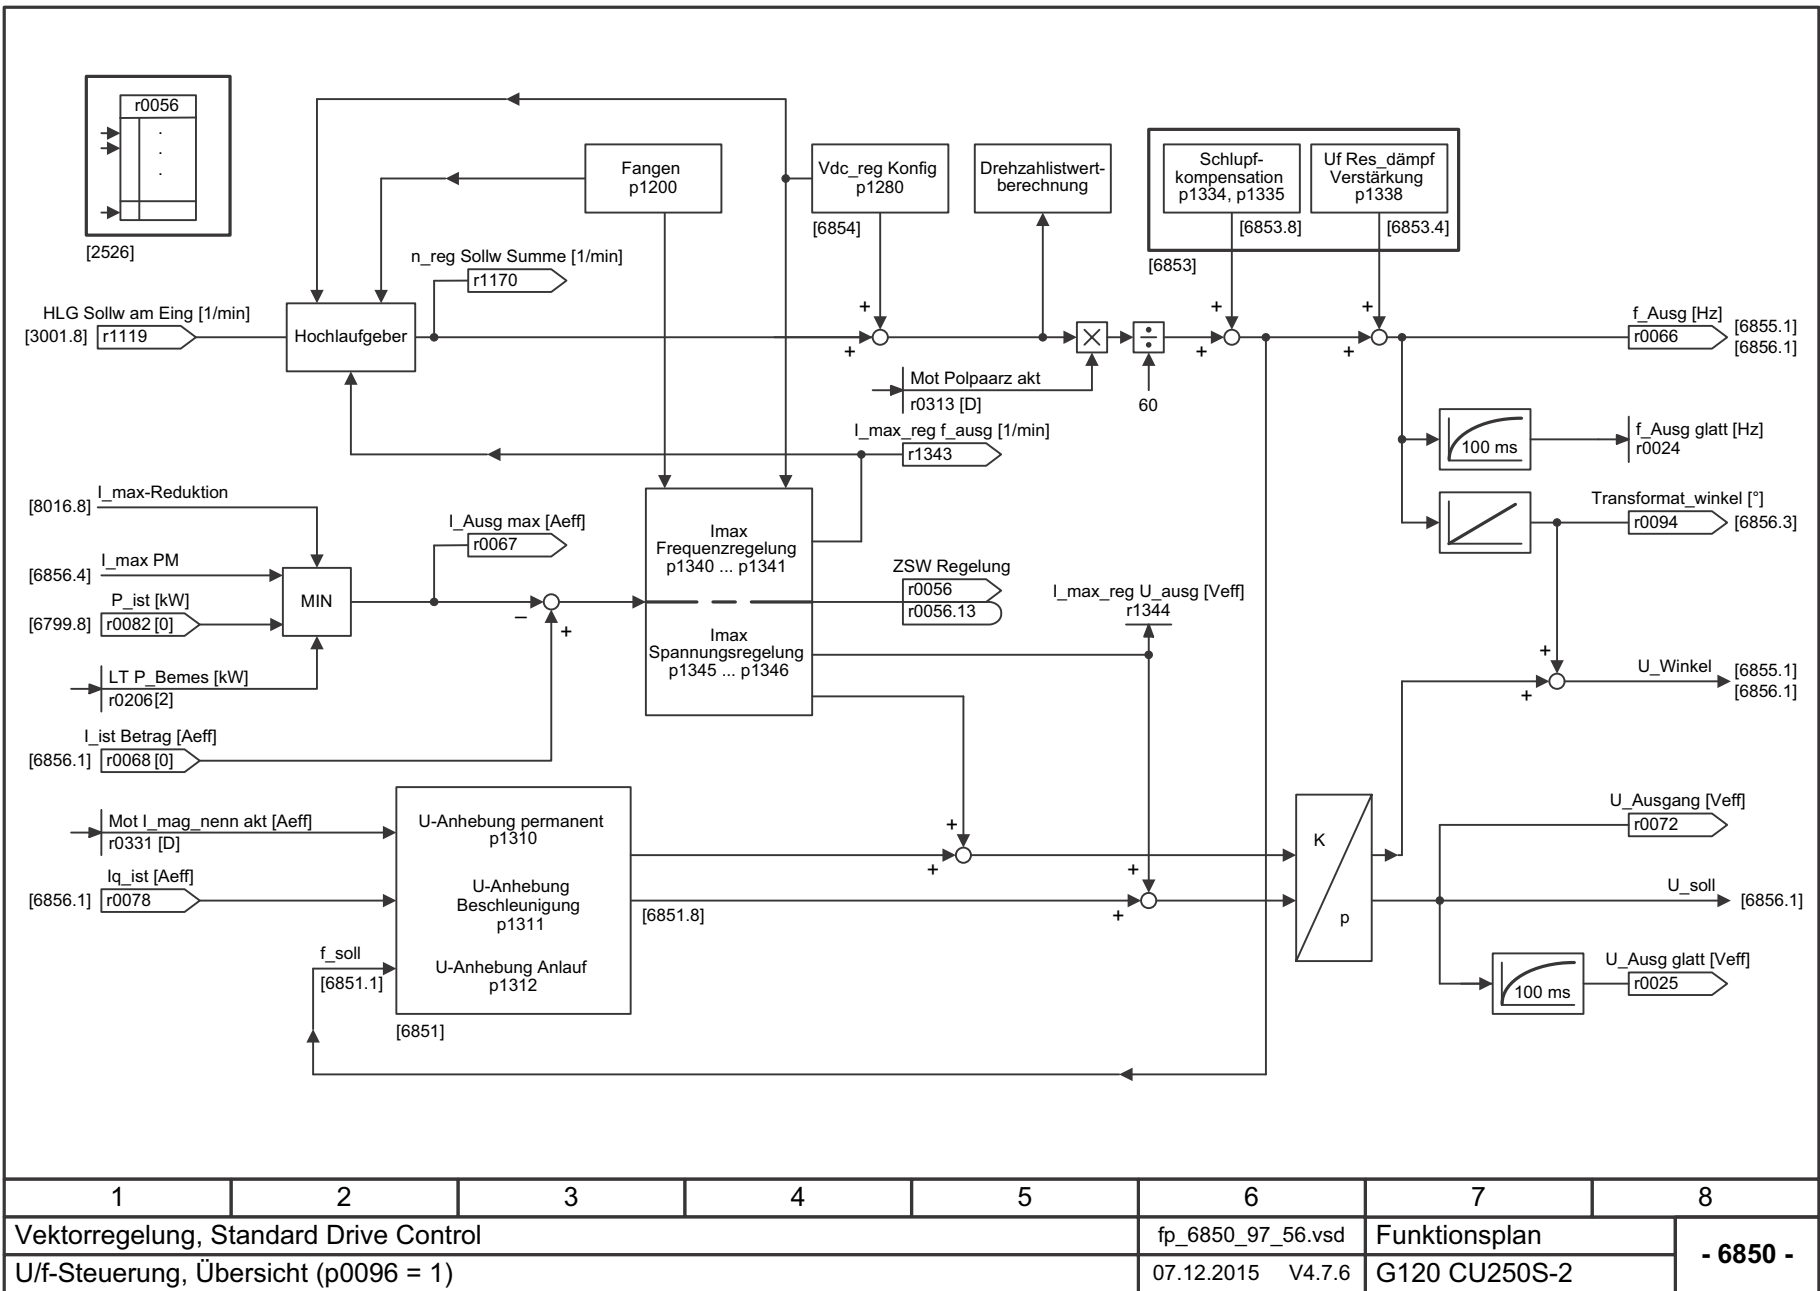 r0056
[2526]
Fangen
p1200
Vdc_reg Konfig
p1280
[6854]
Drehzahlistwert-
berechnung
Schlupf-
kompensation
p1334, p1335
[6853.8]
Uf Res_dämpf
Verstärkung
p1338
[6853.4]
[6853]
n_reg Sollw Summe [1/min]
r1170
HLG Sollw am Eing [1/min]
[3001.8] r1119
Hochlaufgeber
+
+
+
+
+
+
f_Ausg [Hz]
r0066
[6855.1]
[6856.1]
Mot Polpaarz akt
r0313 [D]
60
I_max_reg f_ausg [1/min]
r1343
100 ms
f_Ausg glatt [Hz]
r0024
Transformat_winkel [°]
r0094 [6856.3]
I_max-Reduktion
[8016.8]
I_max PM
[6856.4]
P_ist [kW]
[6799.8] r0082 [0]
MIN
LT P_Bemes [kW]
r0206[2]
I_Ausg max [Aeff]
r0067
–
+
I_ist Betrag [Aeff]
[6856.1] r0068 [0]
Imax
Frequenzregelung
p1340 ... p1341
Imax
Spannungsregelung
p1345 ... p1346
ZSW Regelung
r0056
r0056.13
I_max_reg U_ausg [Veff]
r1344
+
+
U_Winkel
[6855.1]
[6856.1]
Mot I_mag_nenn akt [Aeff]
r0331 [D]
Iq_ist [Aeff]
[6856.1] r0078
f_soll
[6851.1]
U-Anhebung permanent
p1310
U-Anhebung
Beschleunigung
p1311
U-Anhebung Anlauf
p1312
[6851]
[6851.8]
+
+
+
+
K
p
U_Ausgang [Veff]
r0072
U_soll
[6856.1]
100 ms
U_Ausg glatt [Veff]
r0025
1 2 3 4 5 6 7 8
Vektorregelung, Standard Drive Control
fp_6850_97_56.vsd
Funktionsplan
- 6850 -
U/f-Steuerung, Übersicht (p0096 = 1)
07.12.2015 V4.7.6
G120 CU250S-2